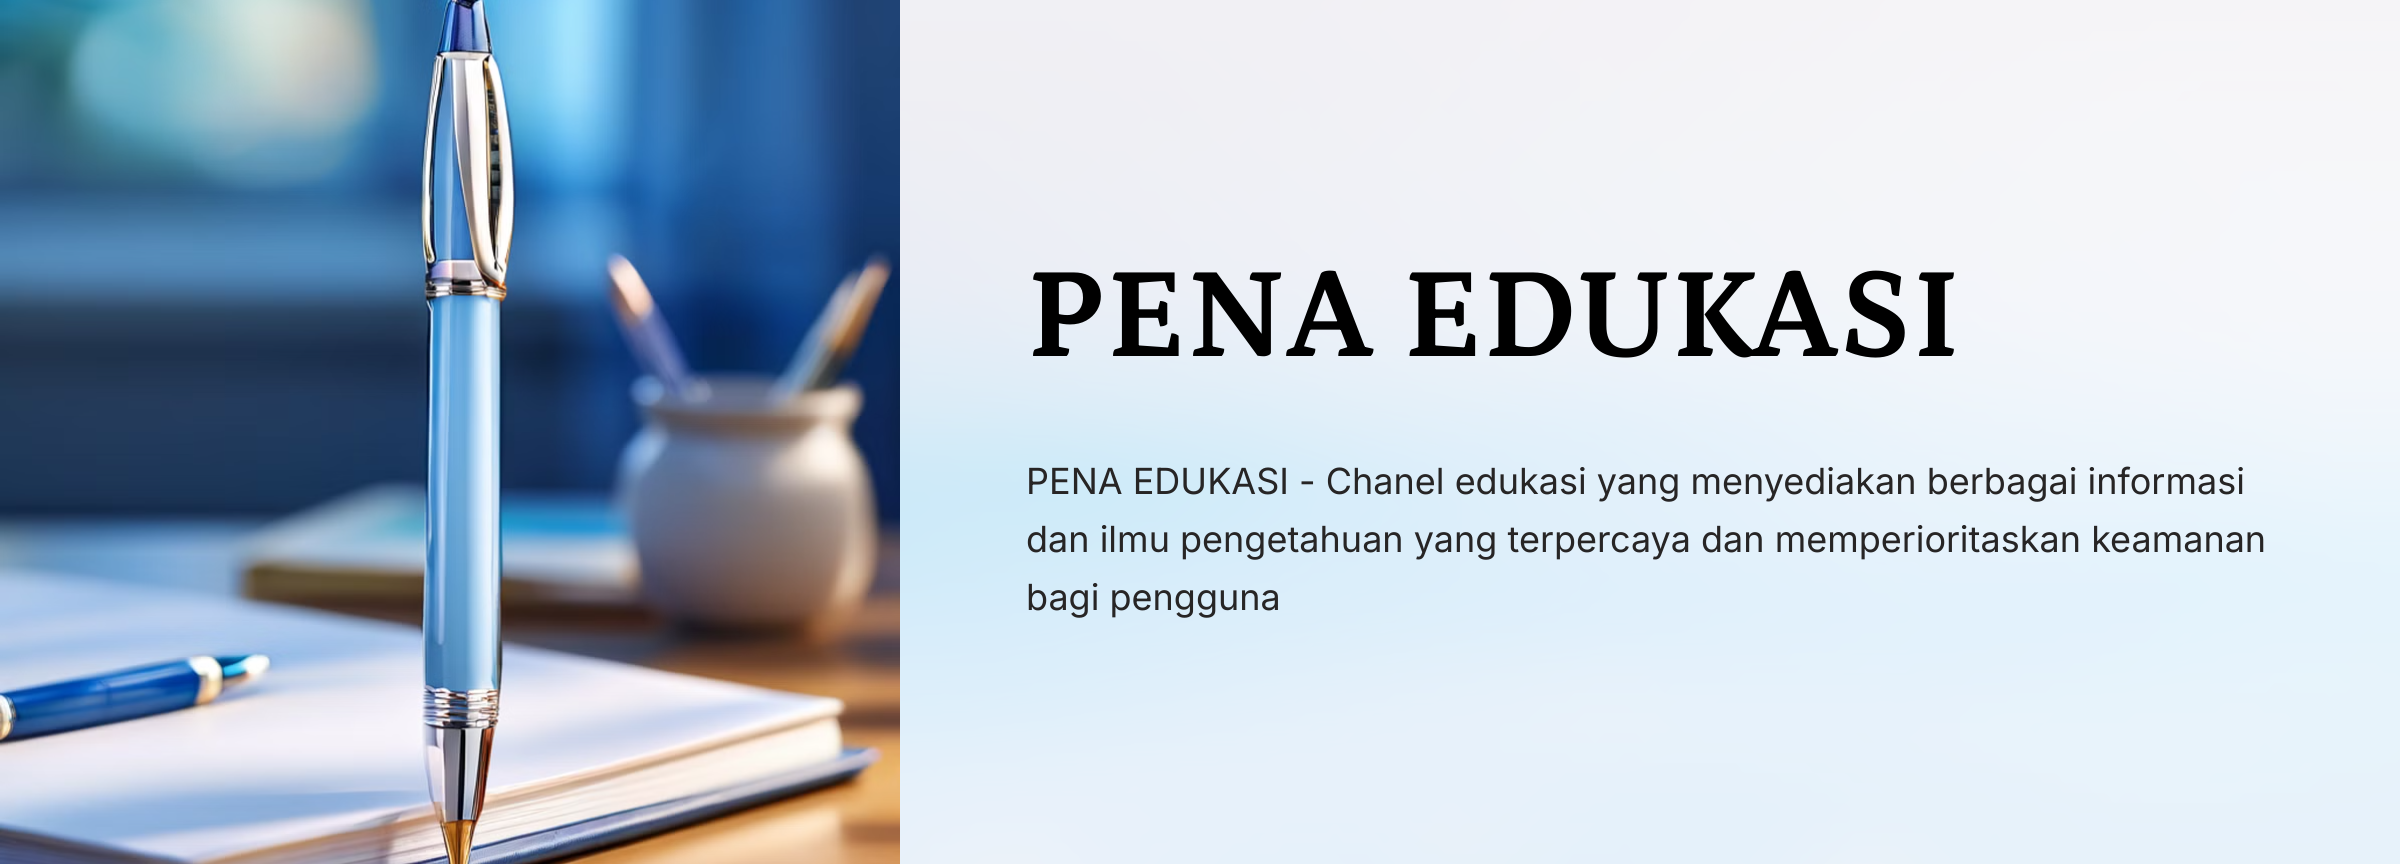 PENA EDUKASI
PENA EDUKASI - Chanel edukasi yang menyediakan berbagai informasi
dan ilmu pengetahuan yang terpercaya dan memperioritaskan keamanan
bagi pengguna